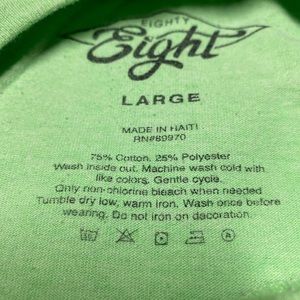 EIGHTY
Eight
LARGE
MADE IN HAITI
RN#89970
75% Cotton, 25% Polyester
Wash inside out. Machine wash cold with
like colors. Gentle cycle.
Only non-chlorine bleach when needed
Tumble dry low, warm iron. Wash once before
wearing. Do not iron on decoration.